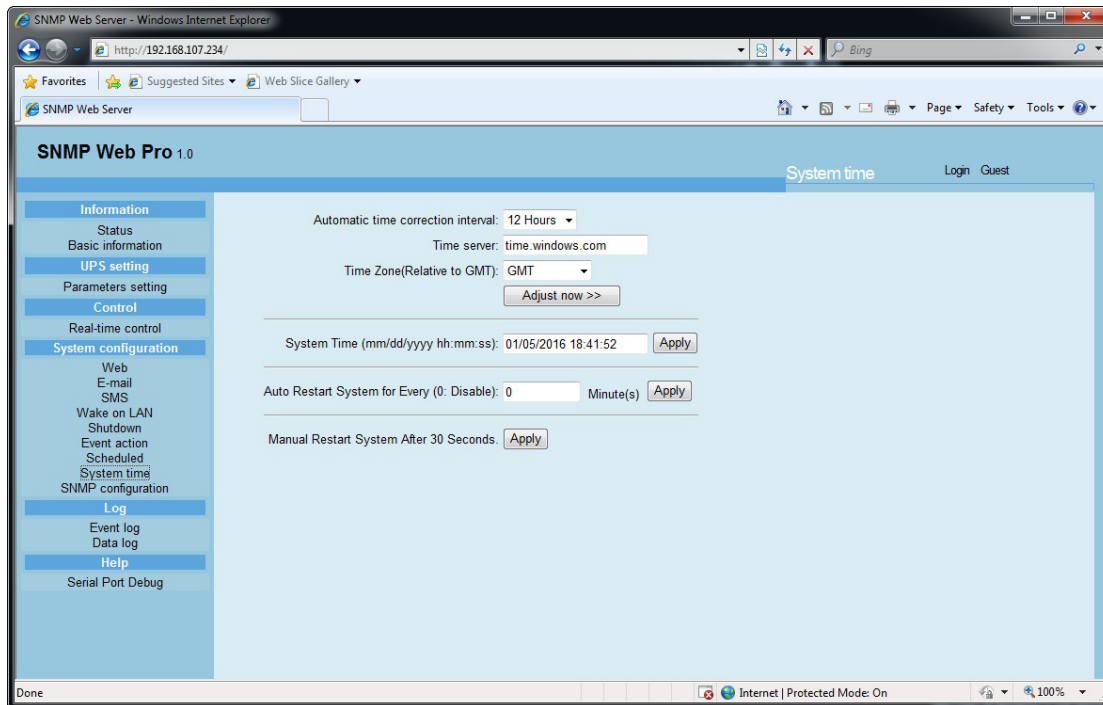 SNMP Web Server - Windows Internet Explorer
http://192.168.107.234/
Bing
Favorites Suggested Sites Web Slice Gallery
SNMP Web Server
Page Safety Tools
SNMP Web Pro 1.0
System time Login Guest
Information
Status
Basic information
UPS setting
Parameters setting
Control
Real-time control
System configuration
Web
E-mail
SMS
Wake on LAN
Shutdown
Event action
Scheduled
System time
SNMP configuration
Log
Event log
Data log
Help
Serial Port Debug
Automatic time correction interval: 12 Hours
Time server: time.windows.com
Time Zone(Relative to GMT): GMT
Adjust now >>
System Time (mm/dd/yyyy hh:mm:ss): 01/05/2016 18:41:52 Apply
Auto Restart System for Every (0: Disable): 0 Minute(s) Apply
Manual Restart System After 30 Seconds. Apply
Done
Internet | Protected Mode: On
100%